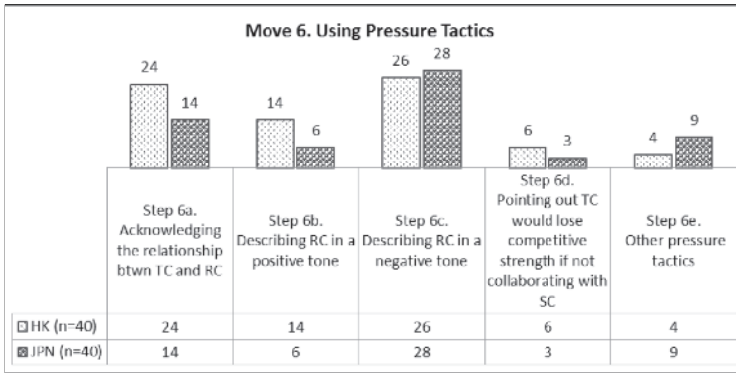 Move 6. Using Pressure Tactics
24
14
14
6
26
28
6
3
4
9
Step 6a.
Acknowledging
the relationship
btwn TC and RC
Step 6b.
Describing RC in a
positive tone
Step 6c.
Describing RC in a
negative tone
Step 6d.
Pointing out TC
would lose
competitive
strength if not
collaborating with
SC
Step 6e.
Other pressure
tactics
HK (n=40) 24 14 26 6 4
JPN (n=40) 14 6 28 3 9